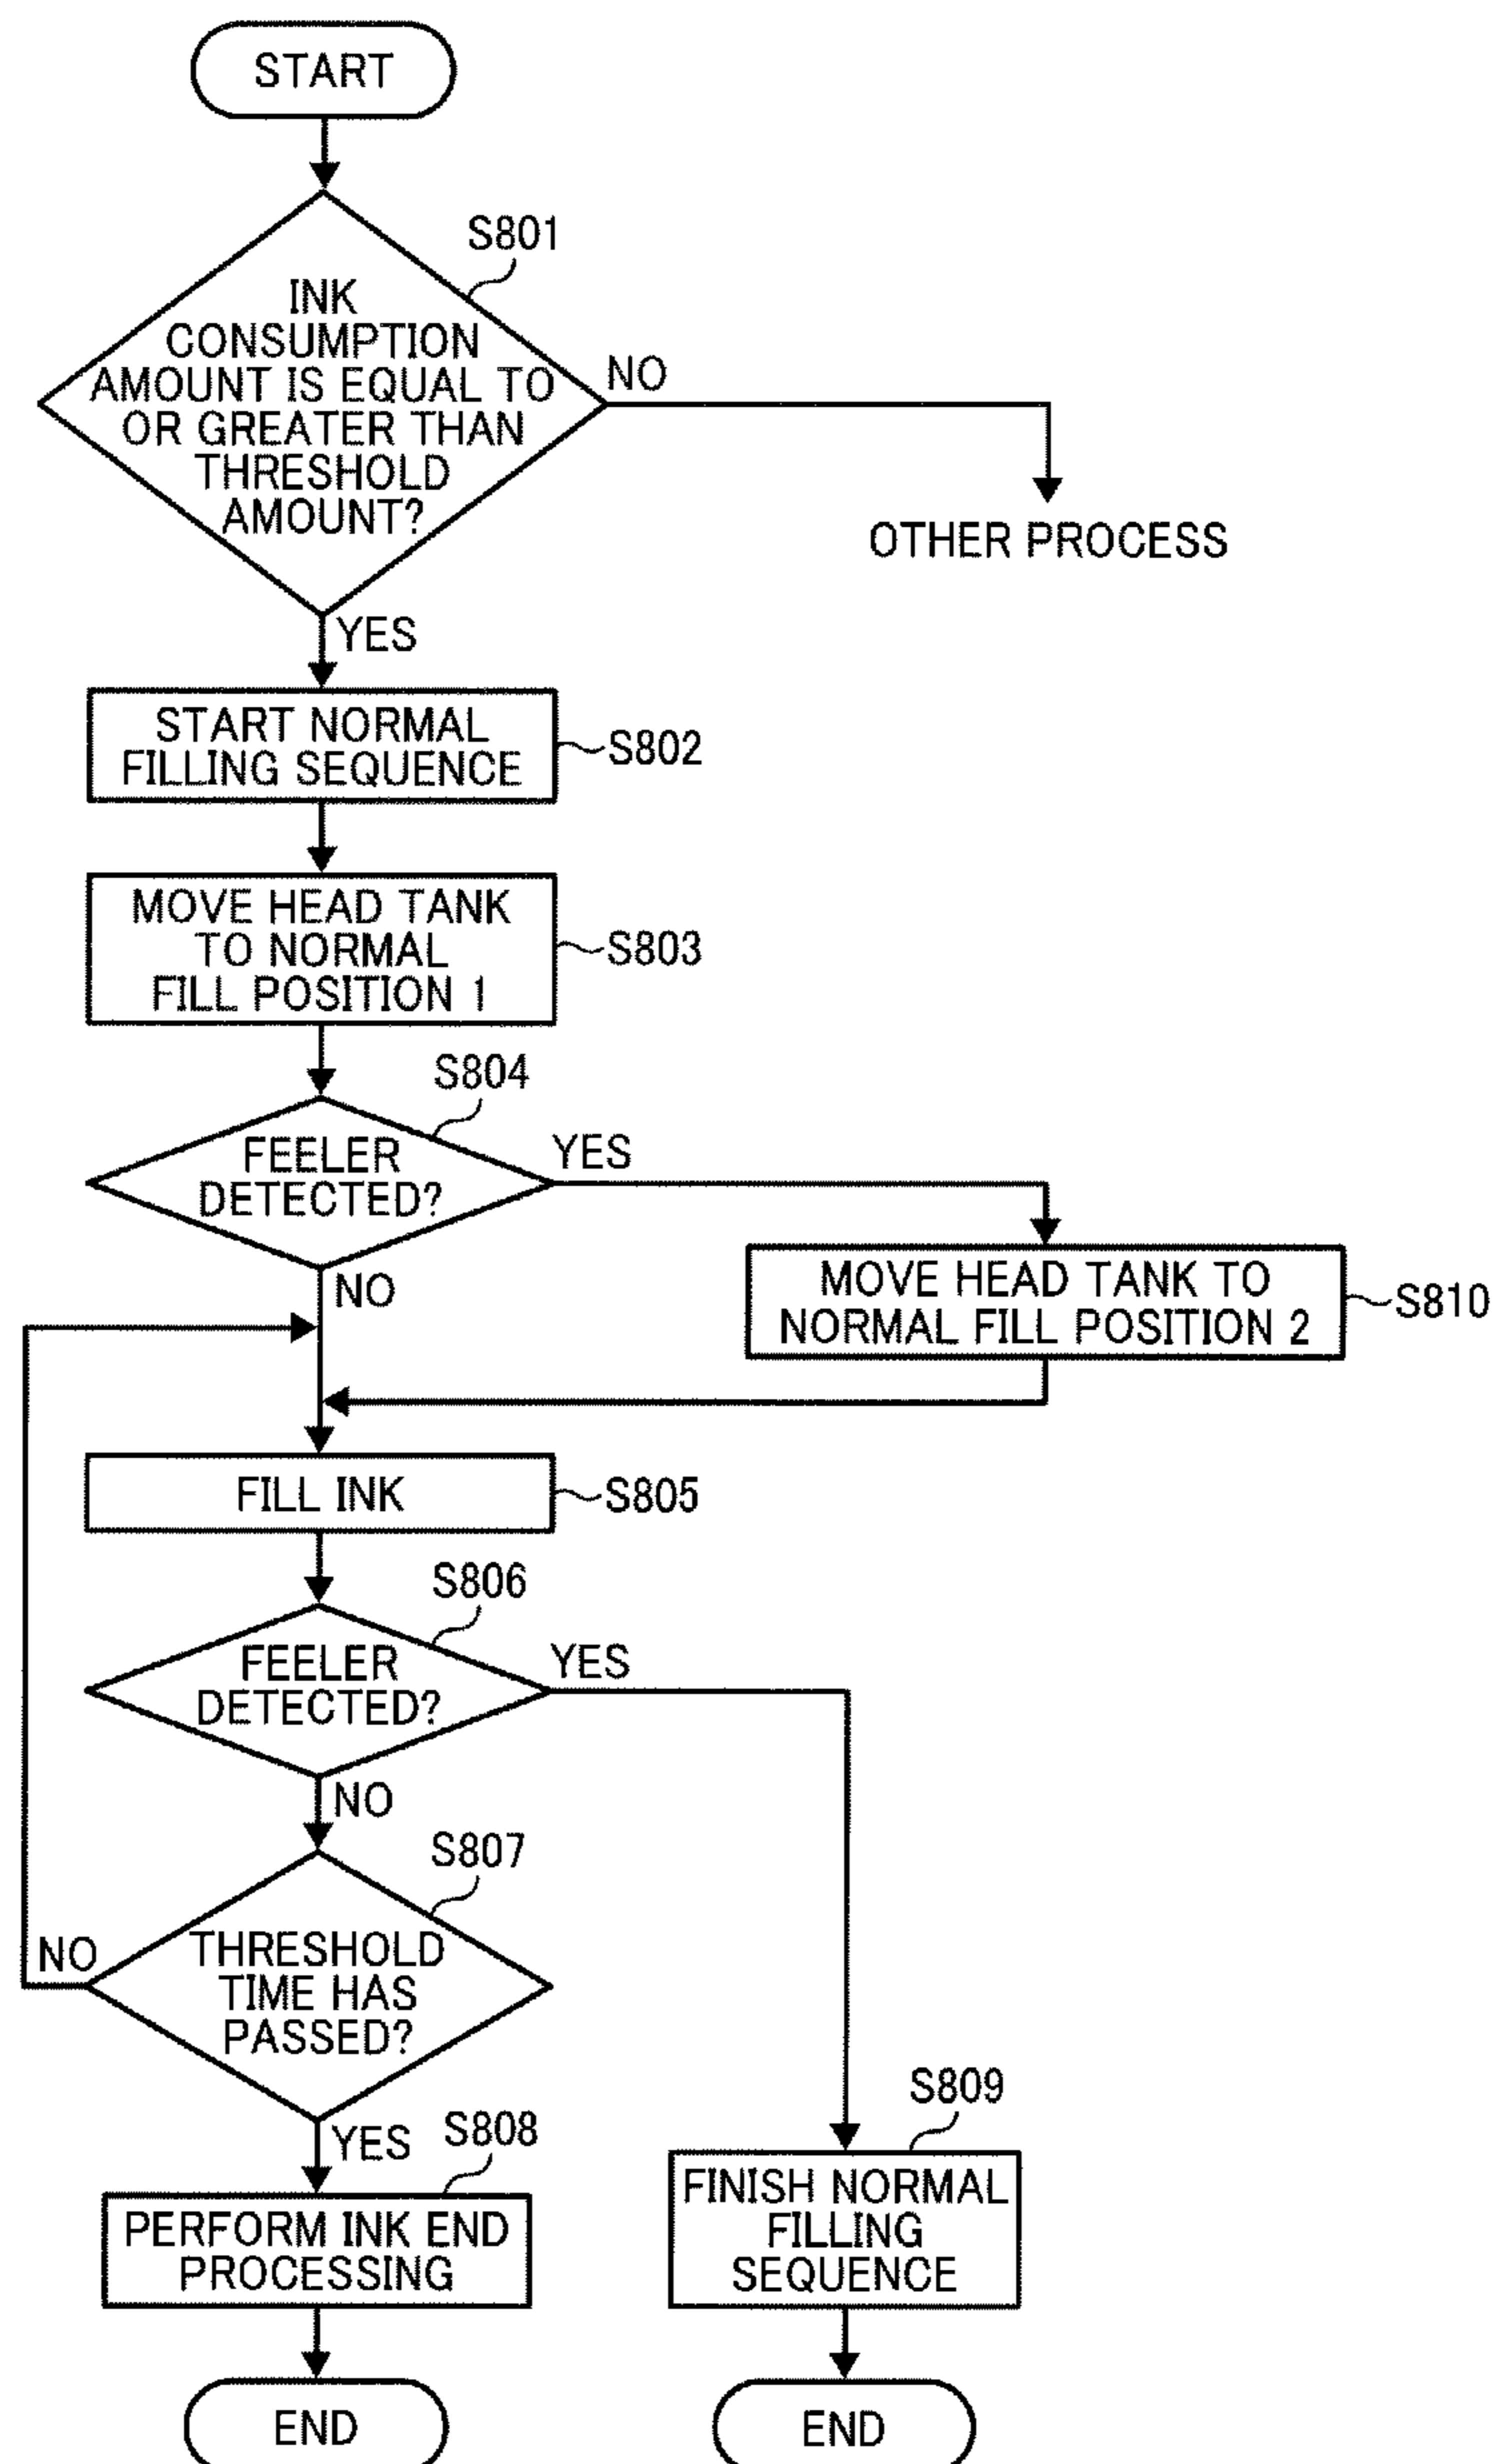 START
S801
INK
CONSUMPTION
AMOUNT IS EQUAL TO
OR GREATER THAN
THRESHOLD
AMOUNT?
NO
OTHER PROCESS
YES
START NORMAL
FILLING SEQUENCE
S802
MOVE HEAD TANK
TO NORMAL
FILL POSITION 1
S803
S804
FEELER
DETECTED?
YES
NO
MOVE HEAD TANK TO
NORMAL FILL POSITION 2
S810
FILL INK
S805
S806
FEELER
DETECTED?
YES
NO
S807
THRESHOLD
TIME HAS
PASSED?
NO
YES
S808
PERFORM INK END
PROCESSING
S809
FINISH NORMAL
FILLING
SEQUENCE
END
END